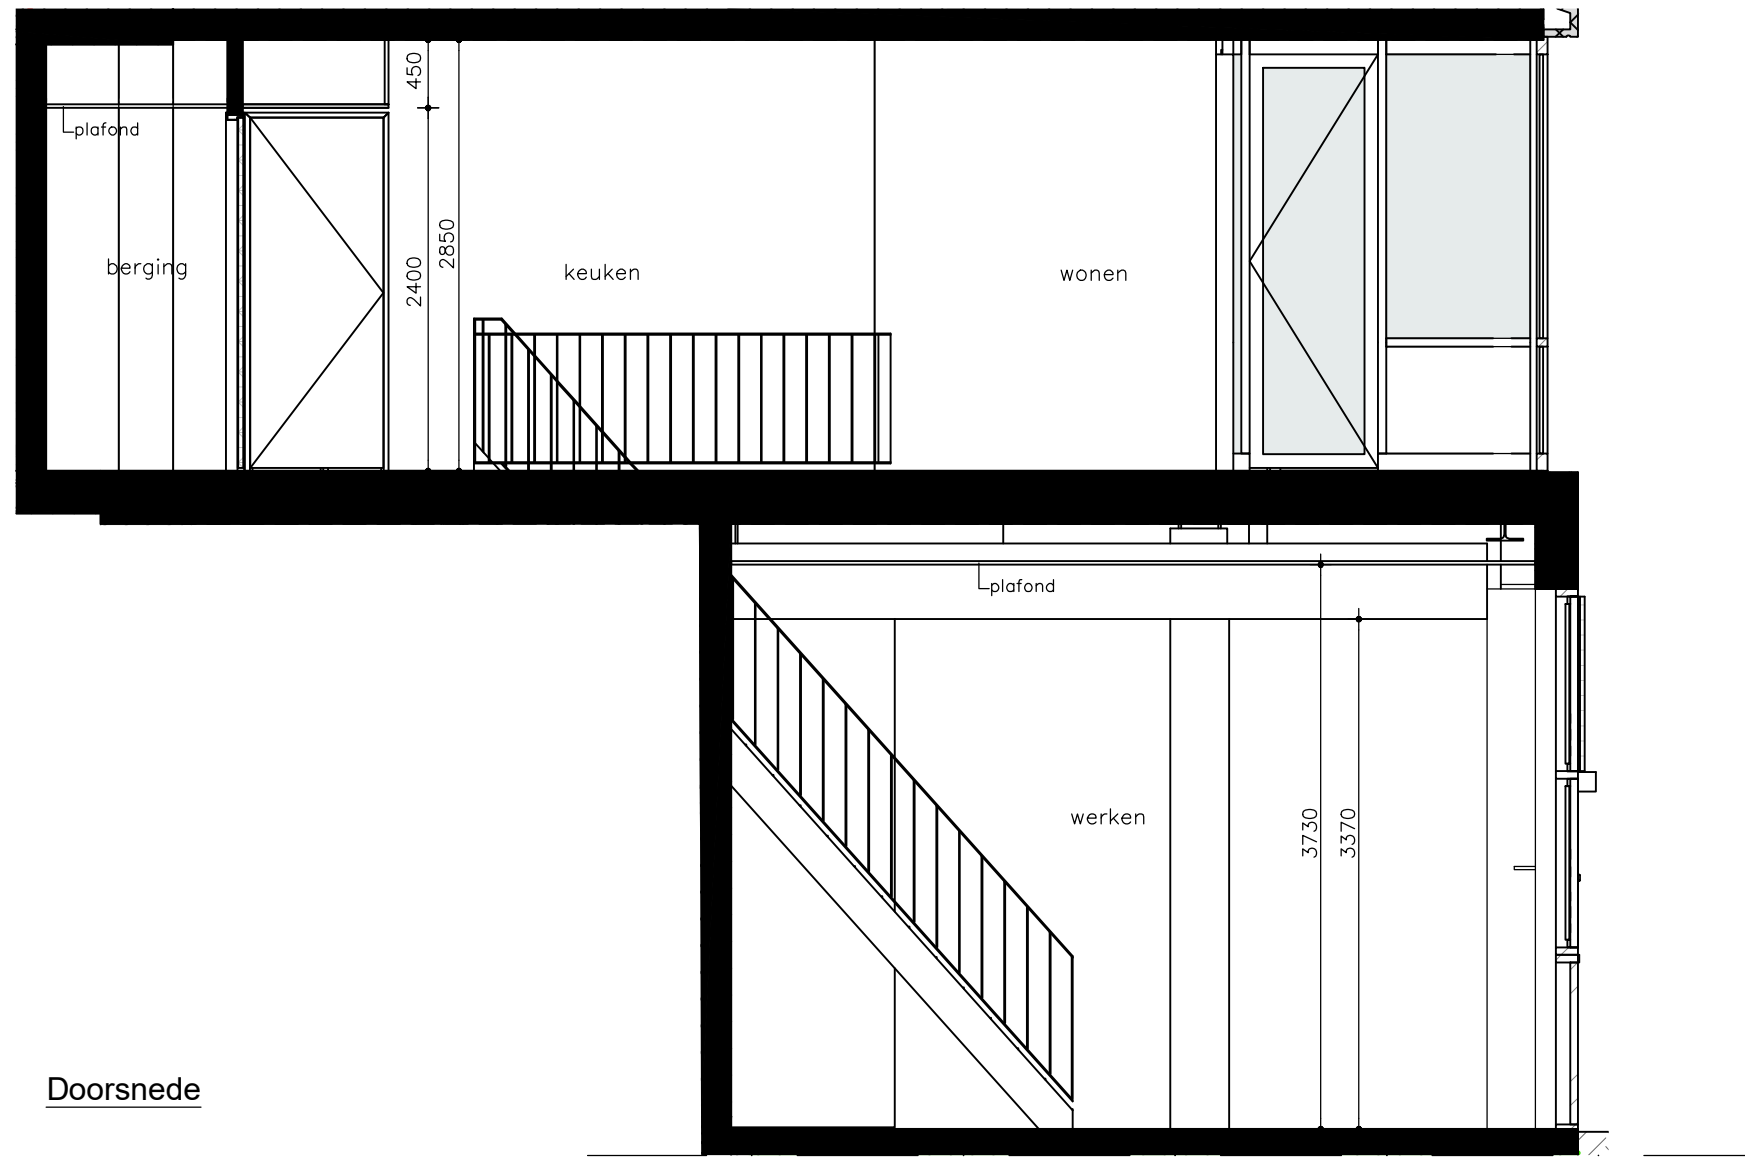 450
plafond
berging
2400
2850
keuken
wonen
plafond
werken
3730
3370
Doorsnede